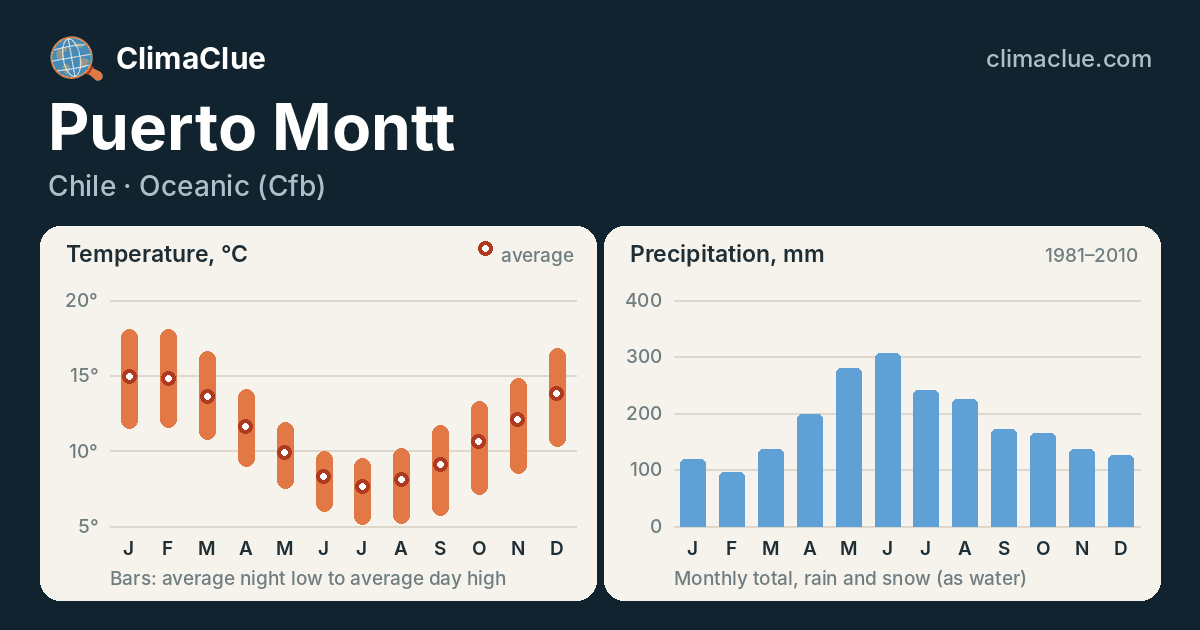 ClimaClue
climaclue.com
Puerto Montt
Chile · Oceanic (Cfb)
Temperature, °C
average
20°
15°
10°
5°
J F M A M J J A S O N D
Bars: average night low to average day high
Precipitation, mm
1981–2010
400
300
200
100
0
J F M A M J J A S O N D
Monthly total, rain and snow (as water)